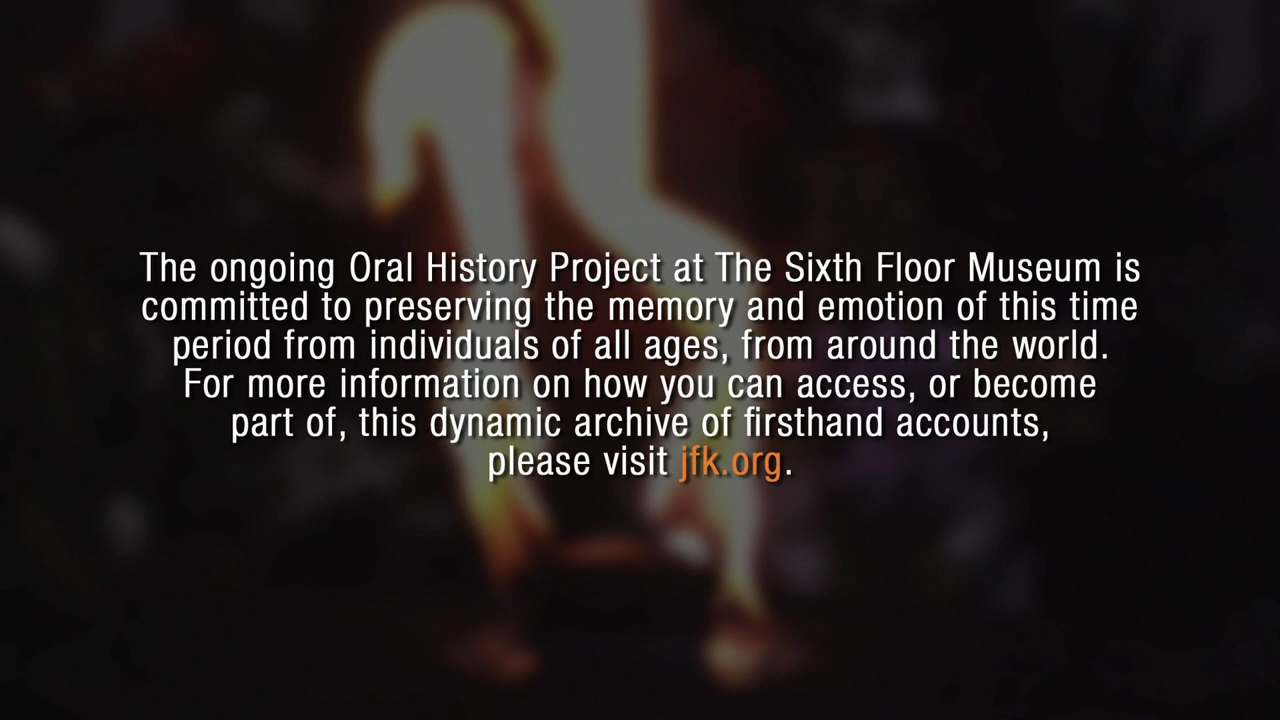 The ongoing Oral History Project at The Sixth Floor Museum is
committed to preserving the memory and emotion of this time
period from individuals of all ages, from around the world.
For more information on how you can access, or become
part of, this dynamic archive of firsthand accounts,
please visit jfk.org.